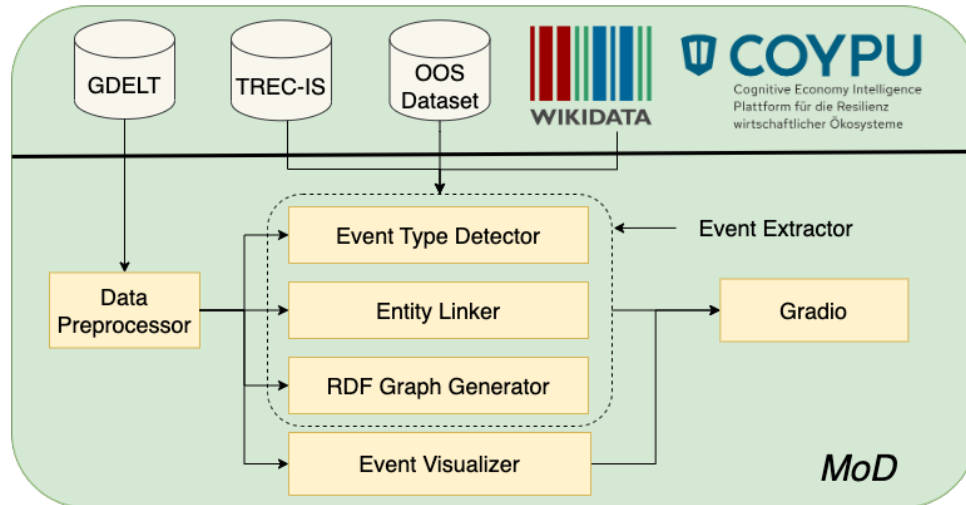 GDELT
TREC-IS
OOS
Dataset
WIKIDATA
COYPU
Cognitive Economy Intelligence
Plattform für die Resilienz
wirtschaftlicher Ökosysteme
Event Type Detector
Event Extractor
Data
Preprocessor
Entity Linker
Gradio
RDF Graph Generator
Event Visualizer
MoD